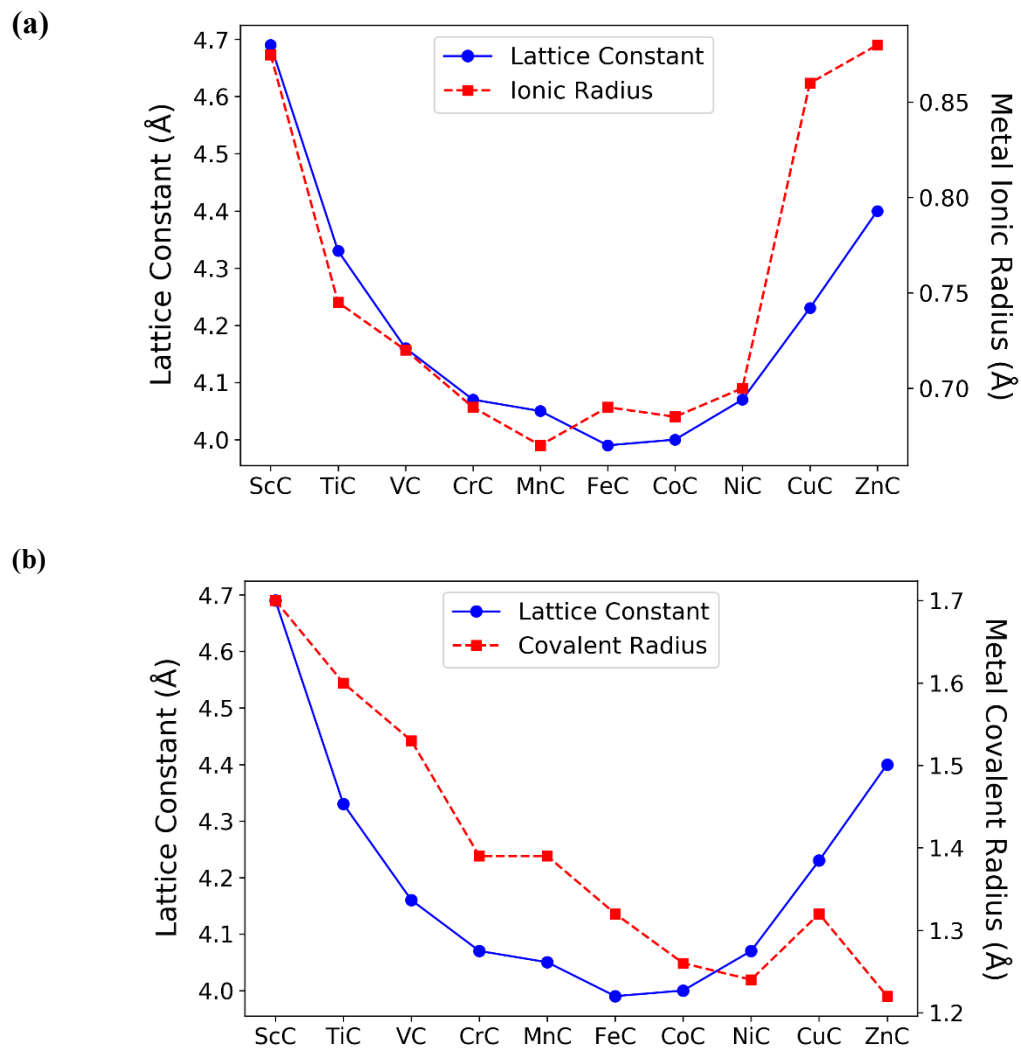 (a)
Lattice Constant
Ionic Radius
Lattice Constant (Å)
4.7
4.6
4.5
4.4
4.3
4.2
4.1
4.0
Metal Ionic Radius (Å)
0.85
0.80
0.75
0.70
ScC TiC VC CrC MnC FeC CoC NiC CuC ZnC
(b)
Lattice Constant
Covalent Radius
Lattice Constant (Å)
4.7
4.6
4.5
4.4
4.3
4.2
4.1
4.0
Metal Covalent Radius (Å)
1.7
1.6
1.5
1.4
1.3
1.2
ScC TiC VC CrC MnC FeC CoC NiC CuC ZnC